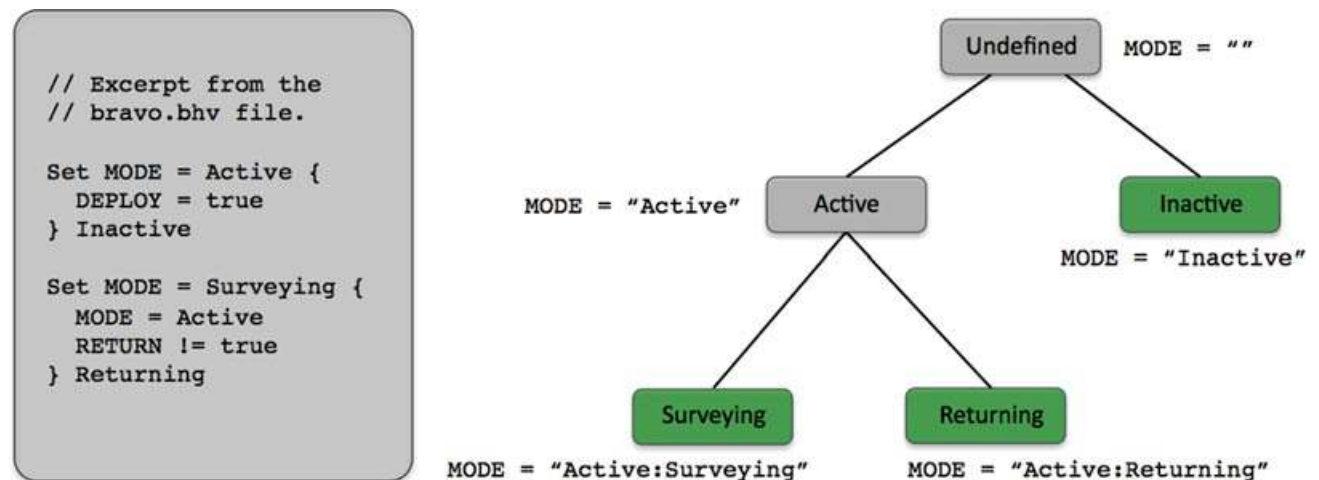 // Excerpt from the
// bravo.bhv file.
Set MODE = Active {
DEPLOY = true
} Inactive
Set MODE = Surveying {
MODE = Active
RETURN != true
} Returning
Undefined
MODE = “”
MODE = “Active”
Active
Inactive
MODE = “Inactive”
Surveying
Returning
MODE = “Active:Surveying”
MODE = “Active:Returning”